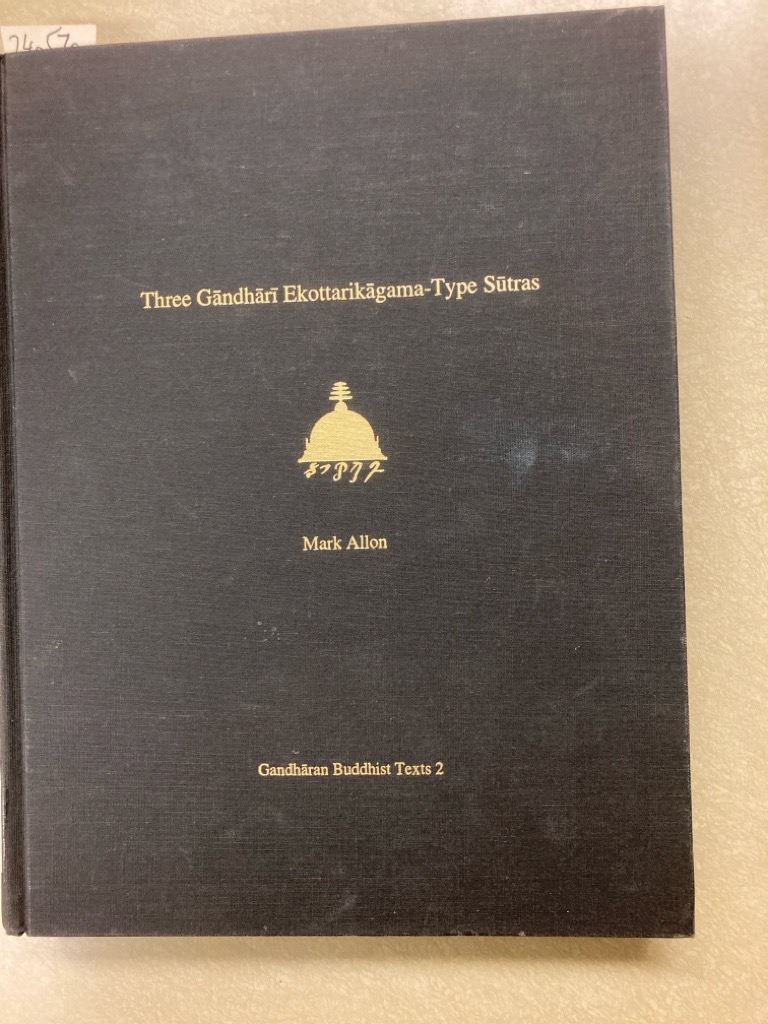 Three Gāndhārī Ekottarikāgama-Type Sūtras
Mark Allon
Gandhāran Buddhist Texts 2